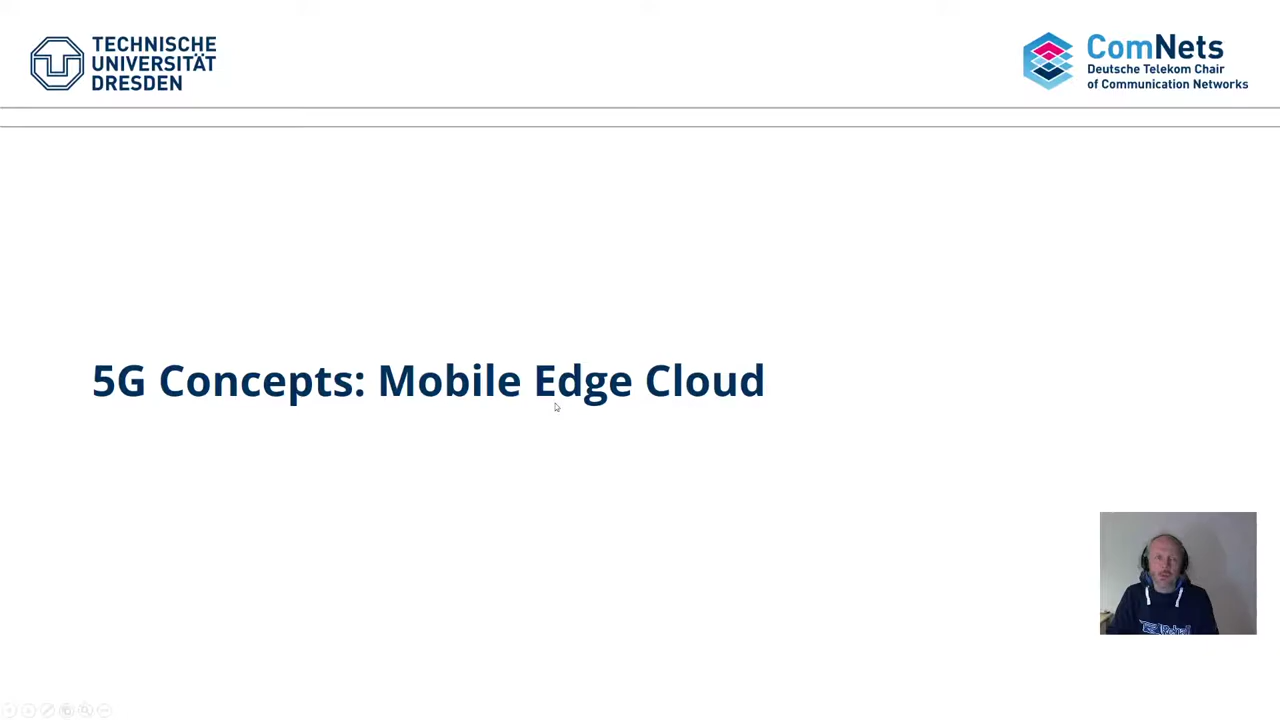 TECHNISCHE
UNIVERSITÄT
DRESDEN
ComNets
Deutsche Telekom Chair
of Communication Networks
5G Concepts: Mobile Edge Cloud